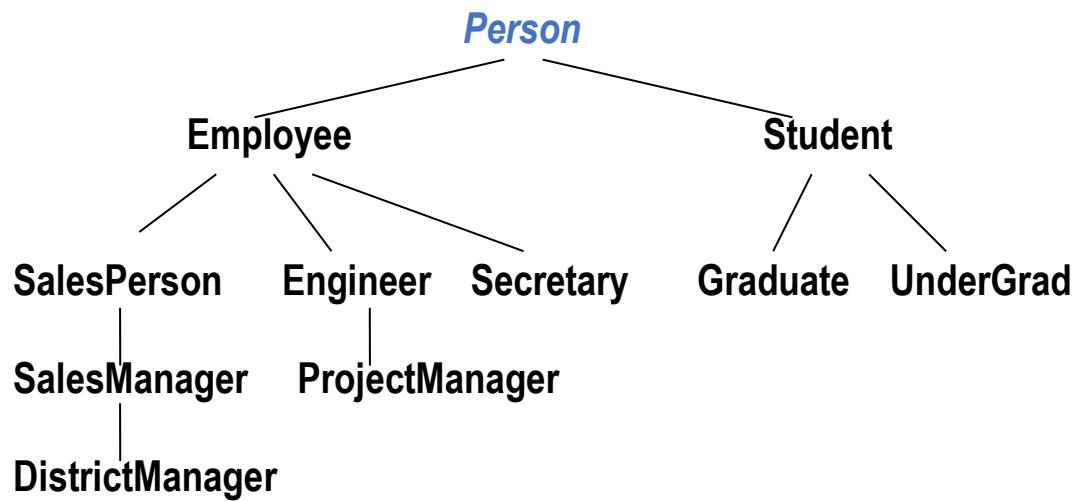 Person
Employee Student
SalesPerson Engineer Secretary Graduate UnderGrad
SalesManager ProjectManager
DistrictManager